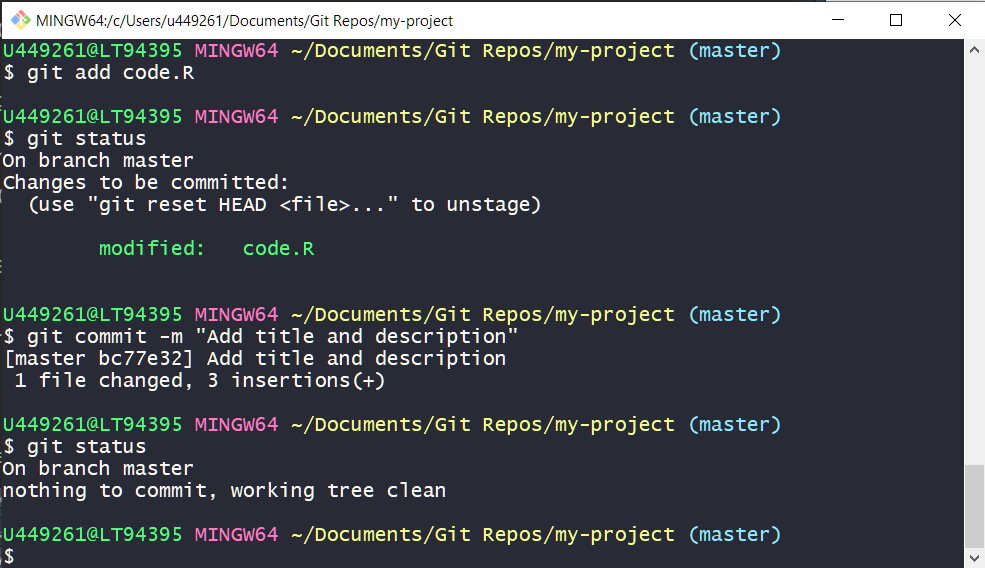 MINGW64:/c/Users/u449261/Documents/Git Repos/my-project
U449261@LT94395 MINGW64 ~/Documents/Git Repos/my-project (master)
$ git add code.R
U449261@LT94395 MINGW64 ~/Documents/Git Repos/my-project (master)
$ git status
On branch master
Changes to be committed:
  (use "git reset HEAD <file>..." to unstage)
        modified:   code.R
U449261@LT94395 MINGW64 ~/Documents/Git Repos/my-project (master)
$ git commit -m "Add title and description"
[master bc77e32] Add title and description
 1 file changed, 3 insertions(+)
U449261@LT94395 MINGW64 ~/Documents/Git Repos/my-project (master)
$ git status
On branch master
nothing to commit, working tree clean
U449261@LT94395 MINGW64 ~/Documents/Git Repos/my-project (master)
$